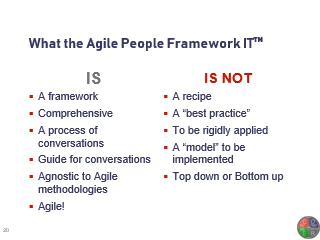 What the Agile People Framework IT™
IS
A framework
Comprehensive
A process of
conversations
Guide for conversations
Agnostic to Agile
methodologies
Agile!
IS NOT
A recipe
A “best practice”
To be rigidly applied
A “model” to be
implemented
Top down or Bottom up
20